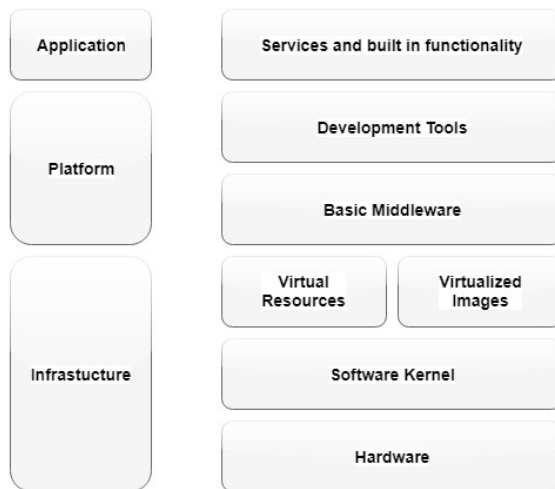 Application
Services and built in functionality
Platform
Development Tools
Basic Middleware
Infrastucture
Virtual
Resources
Virtualized
Images
Software Kernel
Hardware